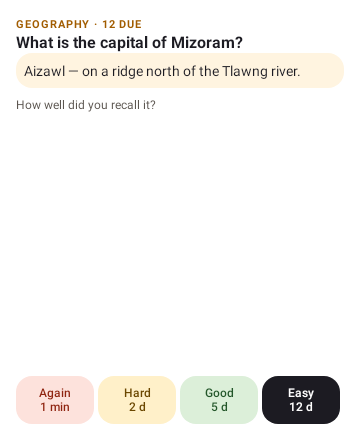 GEOGRAPHY · 12 DUE
What is the capital of Mizoram?
Aizawl — on a ridge north of the Tlawng river.
How well did you recall it?
Again
1 min
Hard
2 d
Good
5 d
Easy
12 d